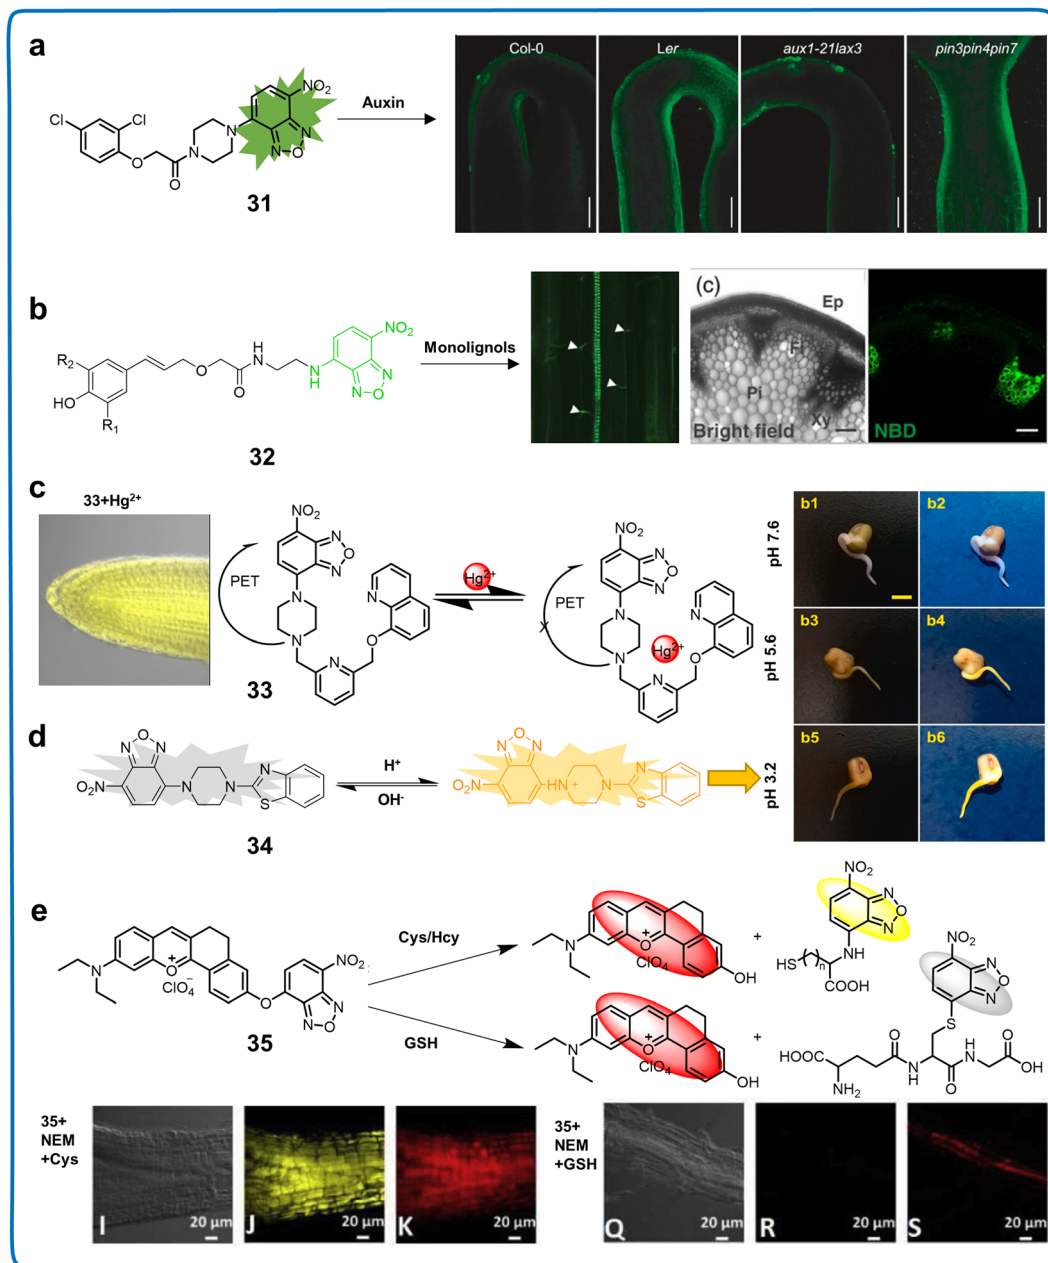 a
Col-0
Ler
aux1-21lax3
pin3pin4pin7
NO2
Cl
Cl
Auxin
N
N
N
N
O
O
O
31
b
(c)
Ep
Fi
Pi
Xy
Bright field
NBD
NO2
R2
O
H
N
O
N
H
N
N
O
OH
R1
Monolignols
32
c
33+Hg2+
NO2
N
O
N
PET
N
N
N
O
N
33
Hg2+
NO2
N
O
N
PET
X
N
N
N
Hg2+
O
N
pH 7.6
b1
b2
pH 5.6
b3
b4
pH 3.2
b5
b6
d
O
N
N
O2N
N
N
N
S
H+
OH-
O
N
N
O2N
HN+
N
N
S
34
e
N
O
+
ClO4−
O
NO2
N
N
O
35
Cys/Hcy
GSH
N
O
+
ClO4
OH
+
NO2
N
O
N
NH
HS
n
COOH
N
O
+
ClO4
OH
+
NO2
N
O
N
S
HOOC
NH2
O
N
H
O
H
N
O
OH
35+
NEM
+Cys
I
20 µm
J
20 µm
K
20 µm
35+
NEM
+GSH
Q
20 µm
R
20 µm
S
20 µm